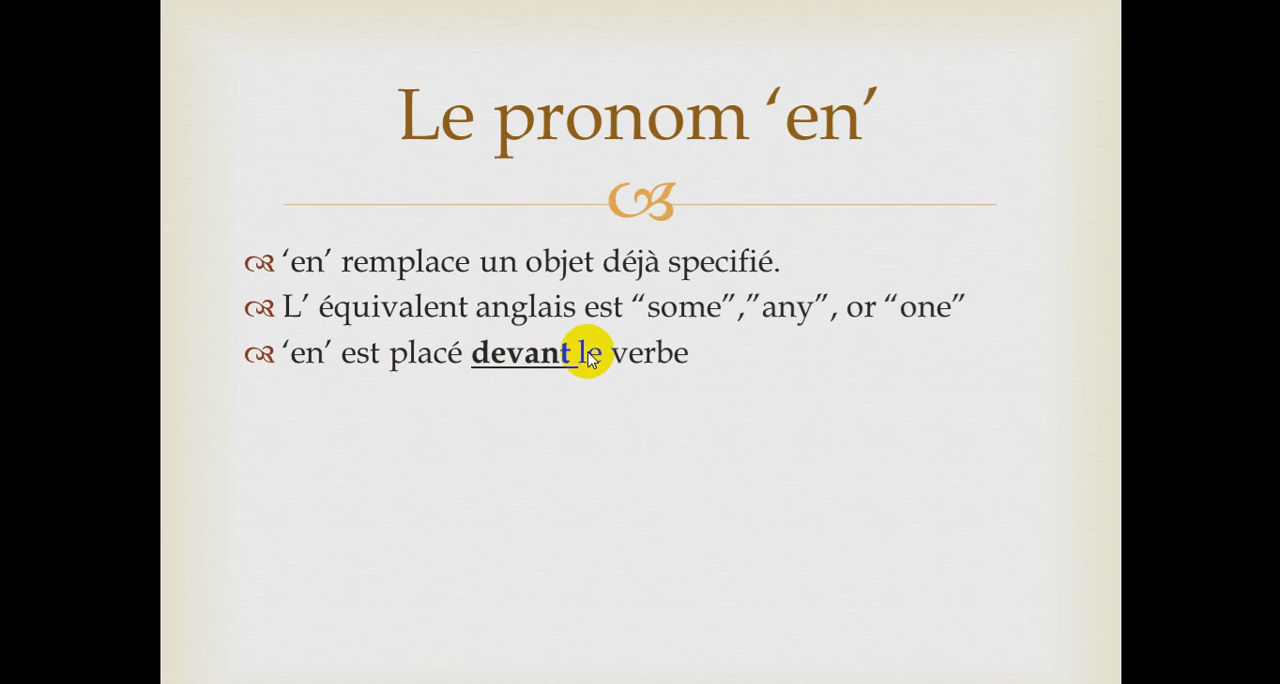 Le pronom ‘en’
‘en’ remplace un objet déjà specifié.
L’ équivalent anglais est “some”,”any”, or “one”
‘en’ est placé devant le verbe